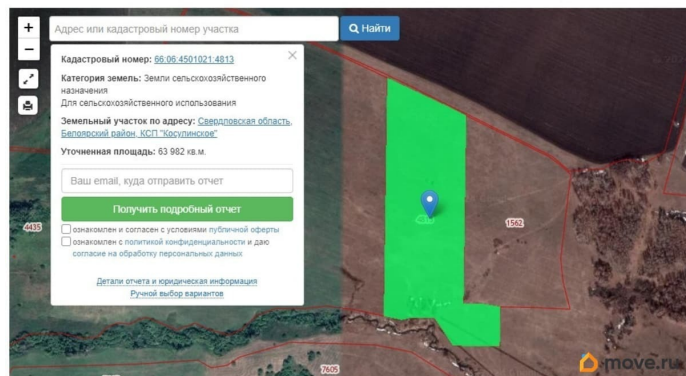 +
Адрес или кадастровый номер участка
Найти
−
Кадастровый номер: 66:06:4501021:4813
×
Категория земель: Земли сельскохозяйственного
назначения
Для сельскохозяйственного использования
Земельный участок по адресу: Свердловская область,
Белоярский район, КСП "Косулинское"
Уточненная площадь: 63 982 кв.м.
Ваш email, куда отправить отчет
Получить подробный отчет
ознакомлен и согласен с условиями публичной оферты
ознакомлен с политикой конфиденциальности и даю
согласие на обработку персональных данных
Детали отчета и юридическая информация
Ручной выбор вариантов
4435
1562
7605
move.ru